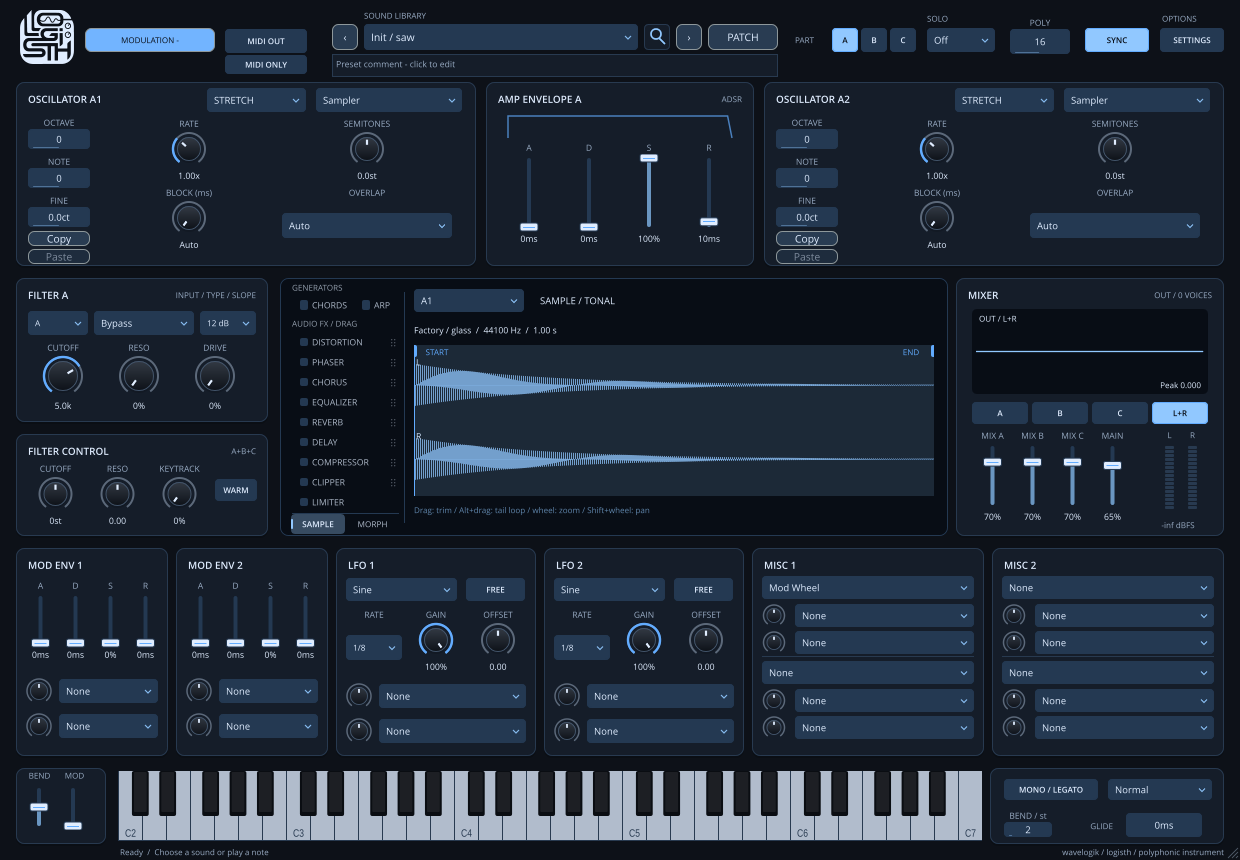 LOGISTH
MODULATION -
MIDI OUT
MIDI ONLY
SOUND LIBRARY
‹
Init / saw
›
PATCH
Preset comment - click to edit
PART
A
B
C
SOLO
Off
POLY
16
SYNC
OPTIONS
SETTINGS
OSCILLATOR A1
STRETCH
Sampler
OCTAVE
0
NOTE
0
FINE
0.0ct
Copy
Paste
RATE
1.00x
BLOCK (ms)
Auto
SEMITONES
0.0st
OVERLAP
Auto
AMP ENVELOPE A
ADSR
A D S R
0ms 0ms 100% 10ms
OSCILLATOR A2
STRETCH
Sampler
OCTAVE
0
NOTE
0
FINE
0.0ct
Copy
Paste
RATE
1.00x
BLOCK (ms)
Auto
SEMITONES
0.0st
OVERLAP
Auto
FILTER A
INPUT / TYPE / SLOPE
A
Bypass
12 dB
CUTOFF RESO DRIVE
5.0k 0% 0%
FILTER CONTROL
A+B+C
CUTOFF RESO KEYTRACK
WARM
0st 0.00 0%
GENERATORS
CHORDS ARP
AUDIO FX / DRAG
DISTORTION
PHASER
CHORUS
EQUALIZER
REVERB
DELAY
COMPRESSOR
CLIPPER
LIMITER
SAMPLE MORPH
A1
SAMPLE / TONAL
Factory / glass / 44100 Hz / 1.00 s
START END
L
R
Drag: trim / Alt+drag: tail loop / wheel: zoom / Shift+wheel: pan
MIXER
OUT / 0 VOICES
OUT / L+R
Peak 0.000
A B C L+R
MIX A MIX B MIX C MAIN L R
70% 70% 70% 65%
-inf dBFS
MOD ENV 1
A D S R
0ms 0ms 0% 0ms
None
None
MOD ENV 2
A D S R
0ms 0ms 0% 0ms
None
None
LFO 1
Sine
FREE
RATE GAIN OFFSET
1/8
100% 0.00
None
None
LFO 2
Sine
FREE
RATE GAIN OFFSET
1/8
100% 0.00
None
None
MISC 1
Mod Wheel
None
None
None
None
None
MISC 2
None
None
None
None
None
None
BEND MOD
C2 C3 C4 C5 C6 C7
MONO / LEGATO
Normal
BEND / st
2
GLIDE
0ms
Ready / Choose a sound or play a note
wavelogik / logisth / polyphonic instrument